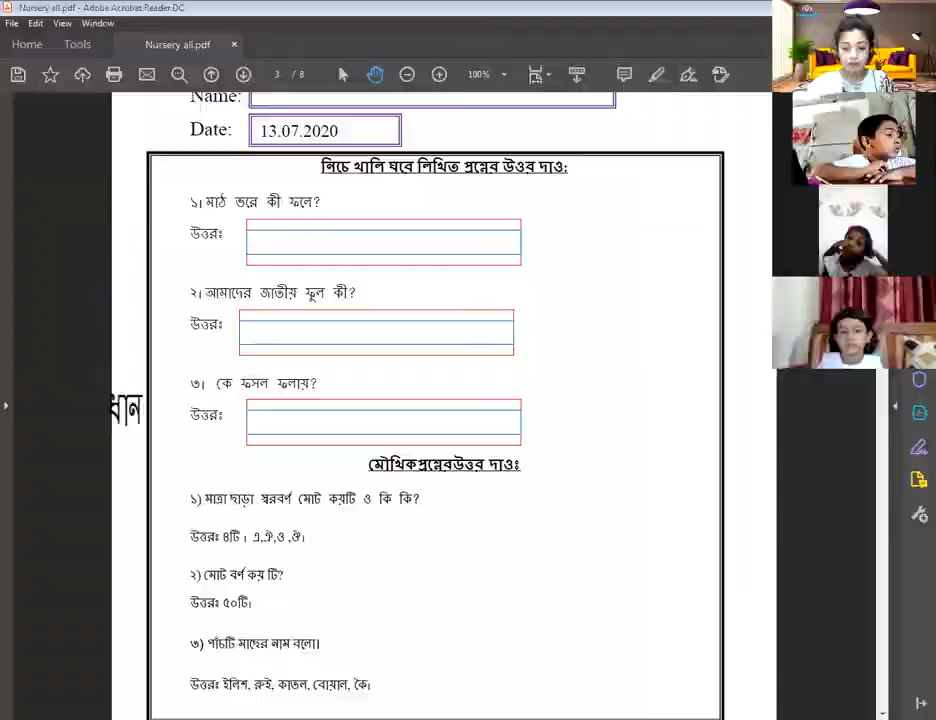 Nursery all.pdf - Adobe Acrobat Reader DC
File Edit View Window
Home Tools Nursery all.pdf ×
3 / 8 100%
Name:
Date: 13.07.2020
নিচে খালি ঘরে লিখিত প্রশ্নের উওর দাও:
১। মাঠ ভরে কী ফলে?
উত্তরঃ
২। আমাদের জাতীয় ফুল কী?
উত্তরঃ
৩। কে ফসল ফলায়?
উত্তরঃ
ধান
মৌখিকপ্রশ্নেরউত্তর দাওঃ
১) মাত্রা ছাড়া স্বরবর্ণ মোট কয়টি ও কি কি?
উত্তরঃ ৪টি । এ,ঐ,ও ,ঔ।
২) মোট বর্ণ কয় টি?
উত্তরঃ ৫০টি।
৩) পাঁচটি মাছের নাম বলো।
উত্তরঃ ইলিশ, রুই, কাতল, বোয়াল, কৈ।